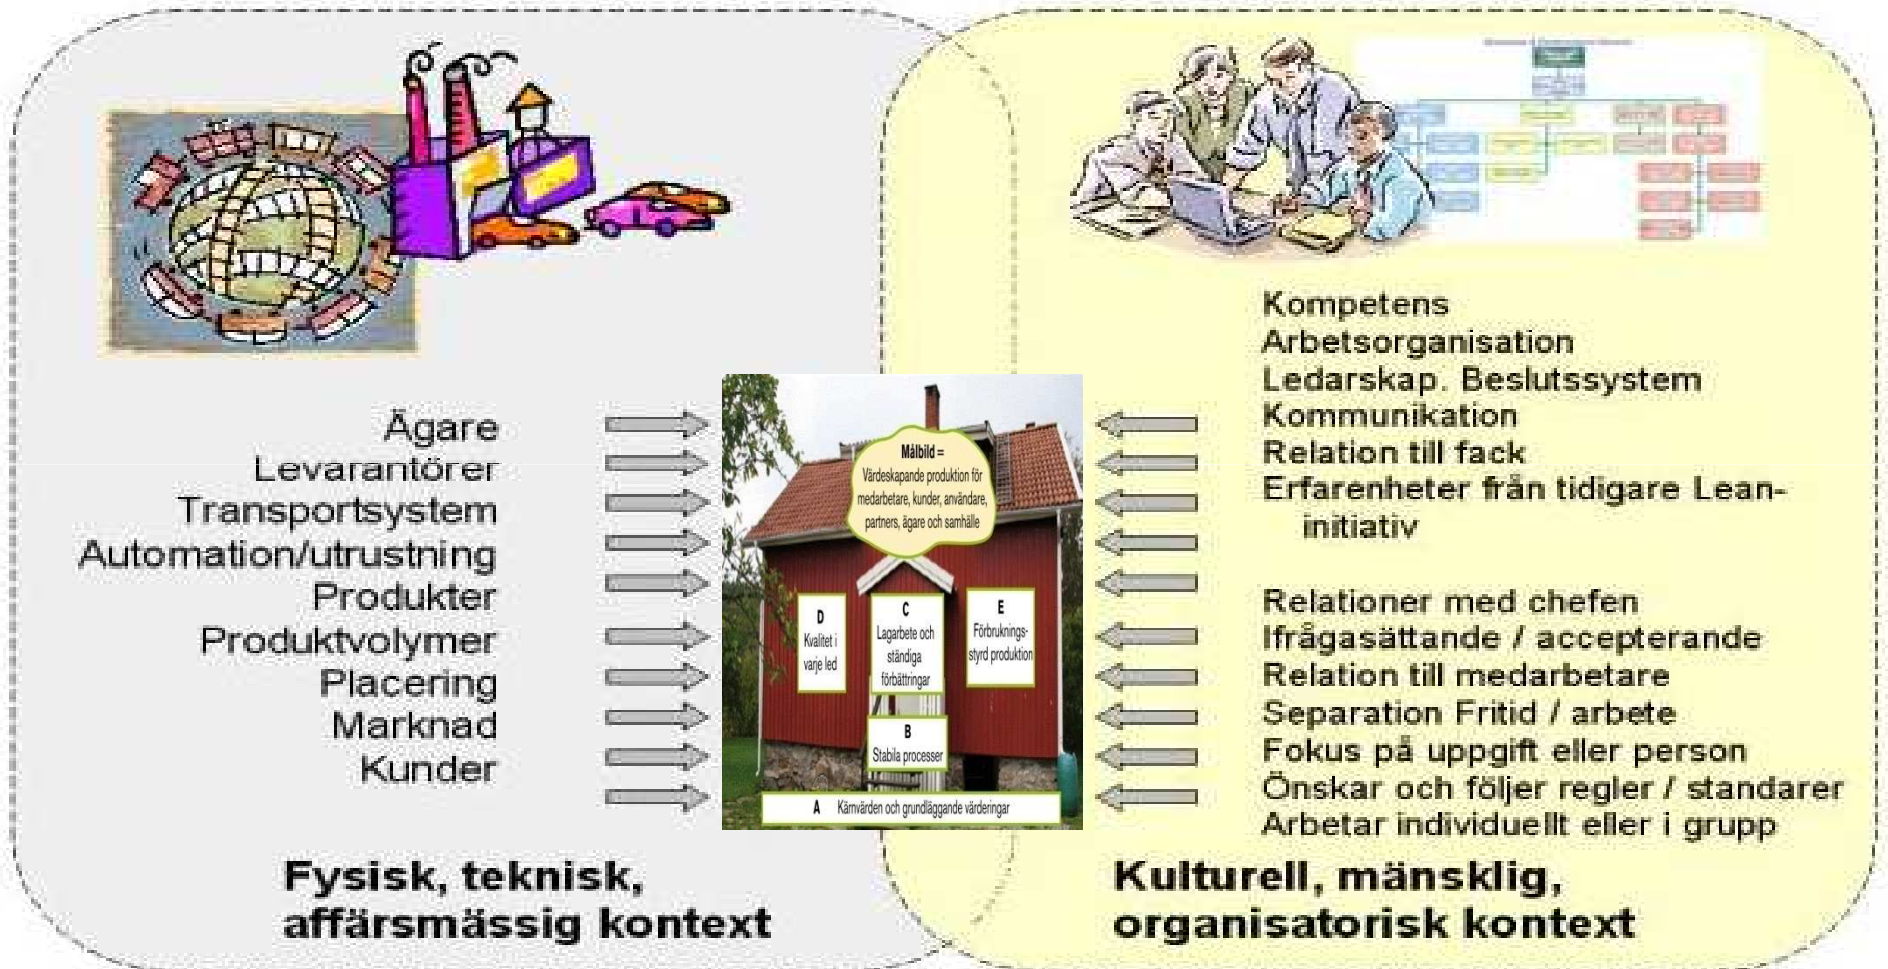 Ägare
Levarantörer
Transportsystem
Automation/utrustning
Produkter
Produktvolymer
Placering
Marknad
Kunder
Fysisk, teknisk,
affärsmässig kontext
Målbild =
Värdeskapande produktion för
medarbetare, kunder, användare,
partners, ägare och samhälle
D
Kvalitet i
varje led
C
Lagarbete och
ständiga
förbättringar
E
Förbruknings-
styrd produktion
B
Stabila processer
A Kärnvärden och grundläggande värderingar
Kompetens
Arbetsorganisation
Ledarskap. Beslutssystem
Kommunikation
Relation till fack
Erfarenheter från tidigare Lean-
initiativ
Relationer med chefen
Ifrågasättande / accepterande
Relation till medarbetare
Separation Fritid / arbete
Fokus på uppgift eller person
Önskar och följer regler / standarer
Arbetar individuellt eller i grupp
Kulturell, mänsklig,
organisatorisk kontext